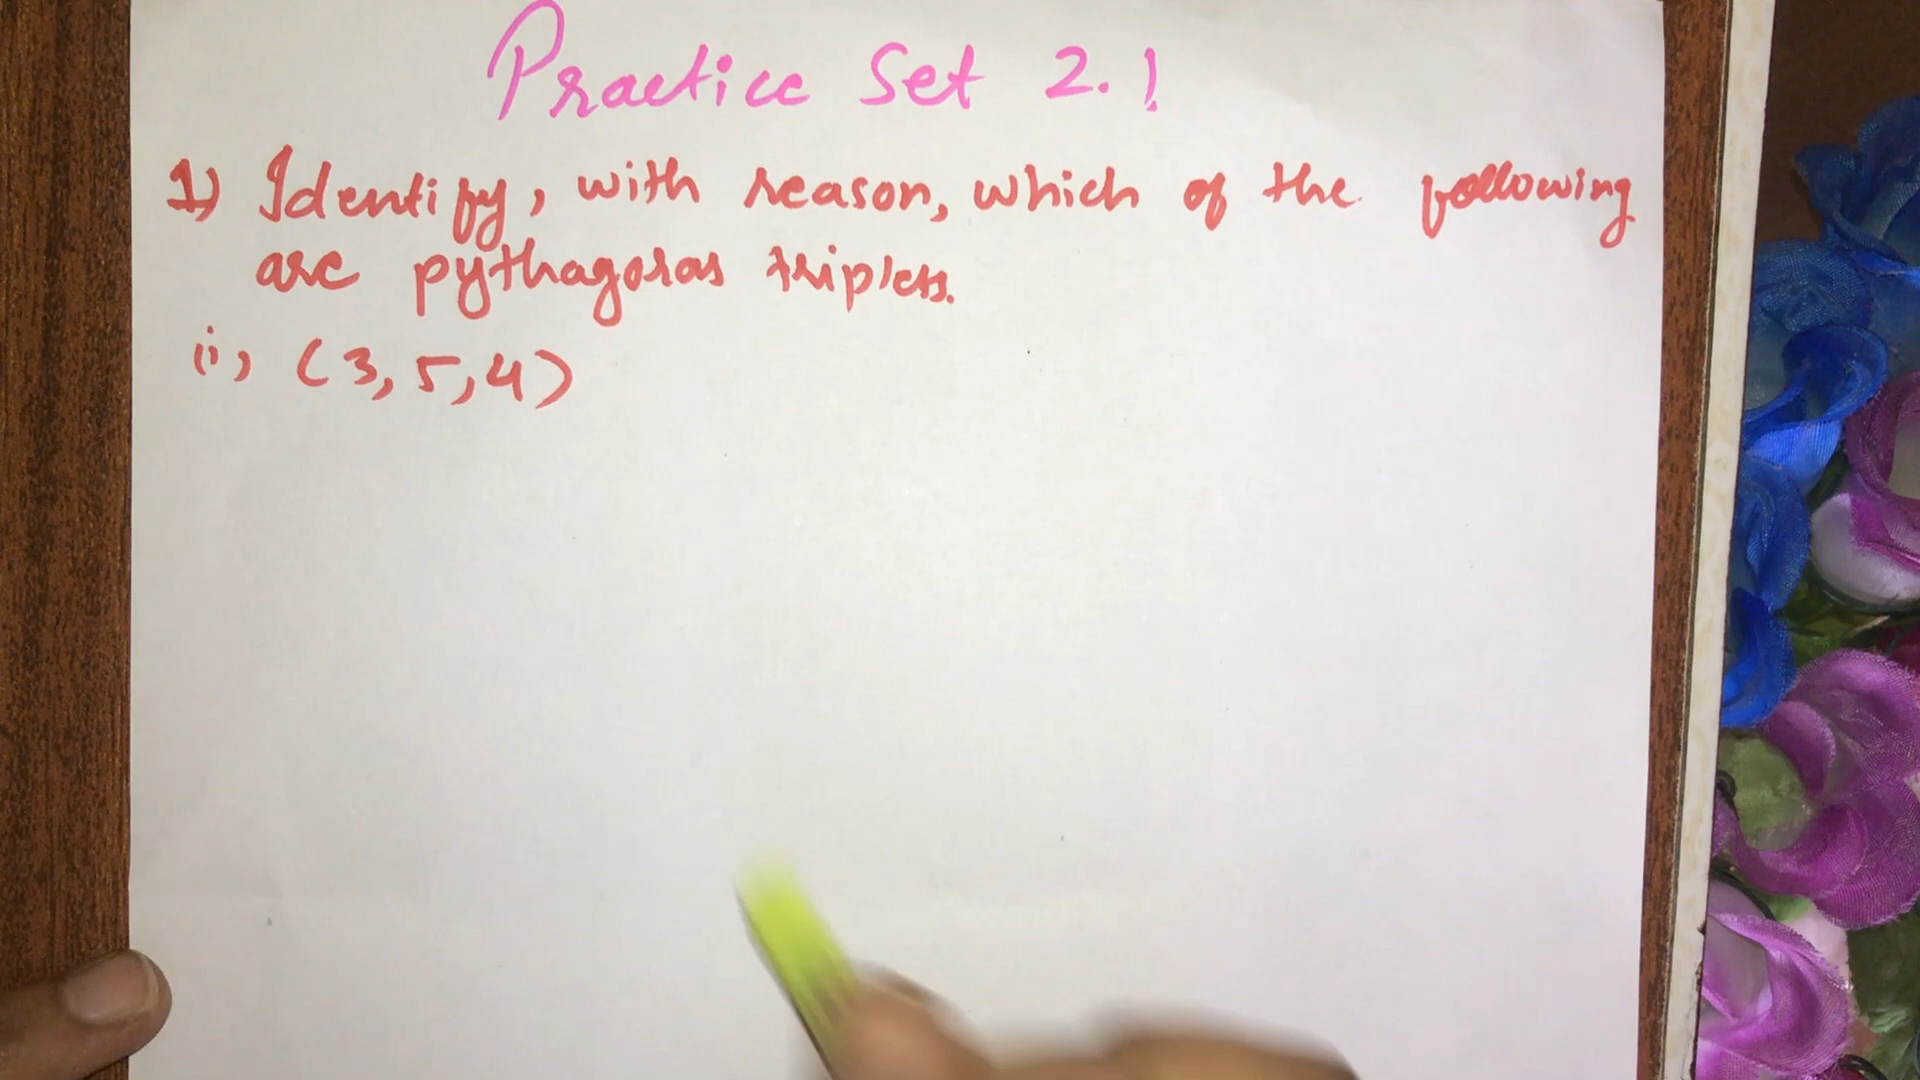 Practice Set 2.1
1) Identify, with reason, which of the following
are pythagoras triplets.
(i) (3,5,4)